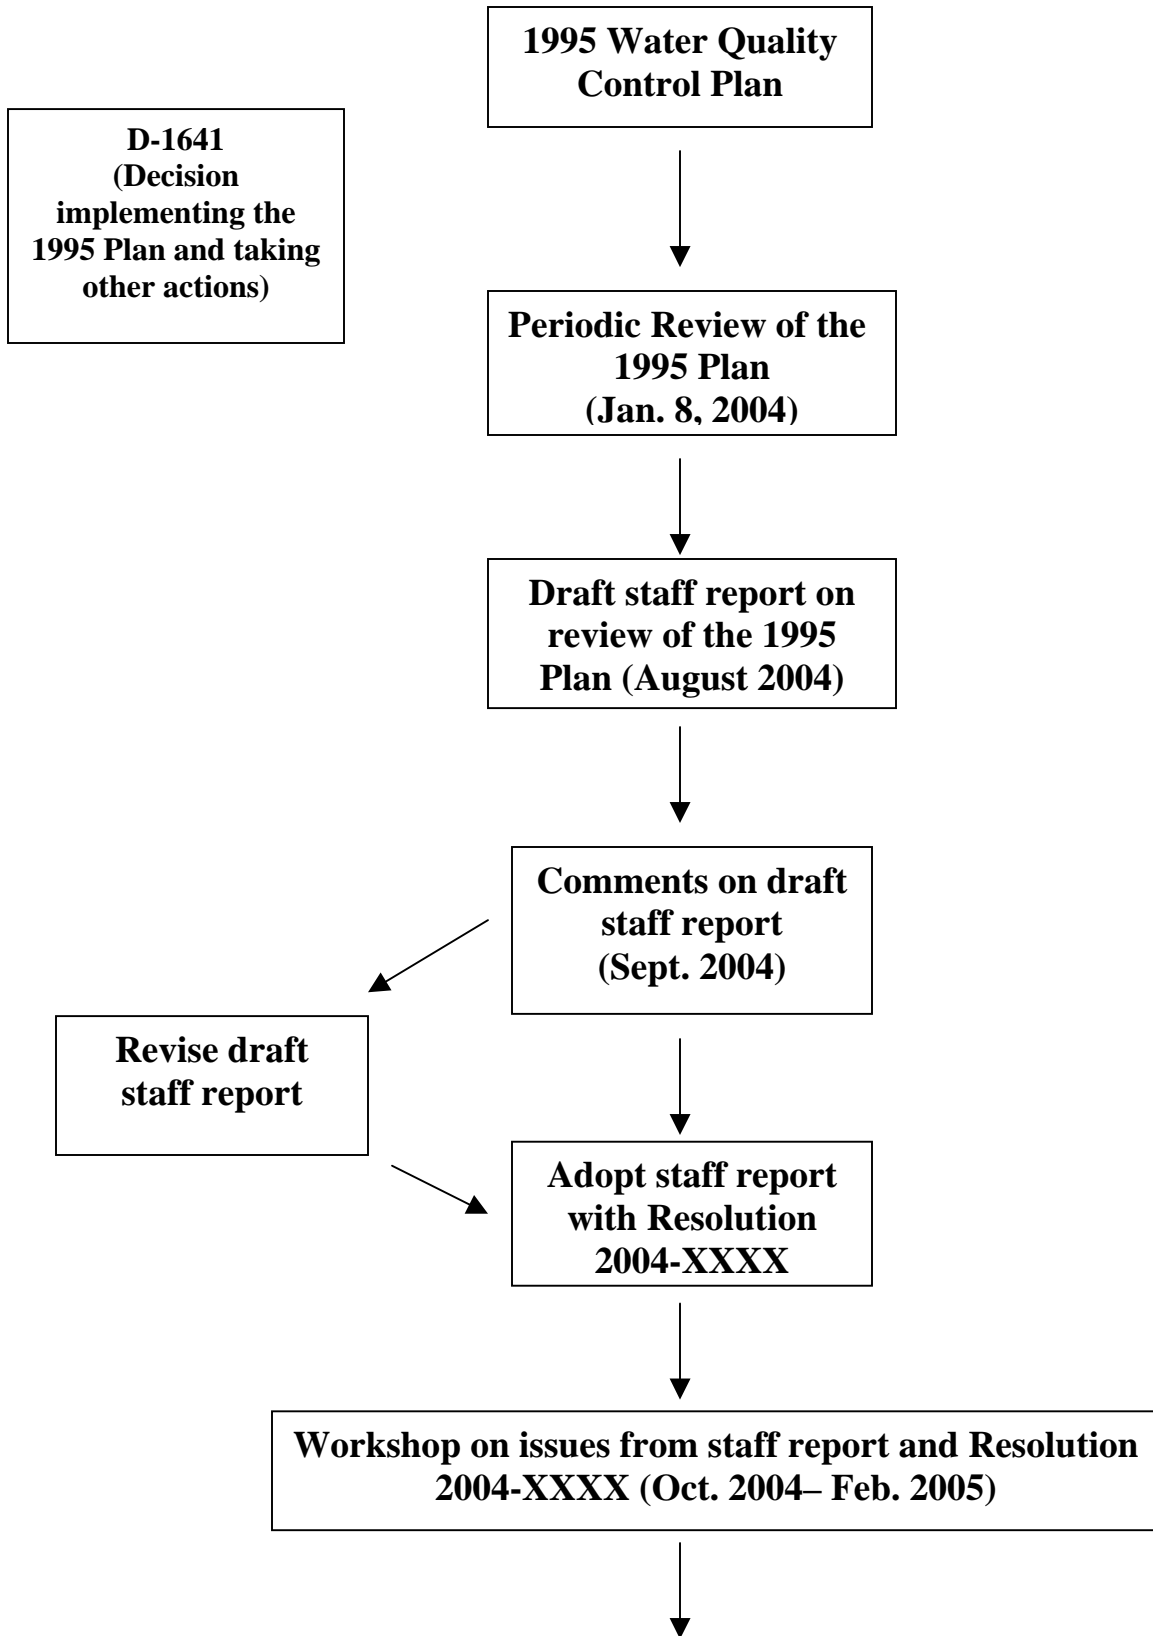 1995 Water Quality
Control Plan
D-1641
(Decision
implementing the
1995 Plan and taking
other actions)
Periodic Review of the
1995 Plan
(Jan. 8, 2004)
Draft staff report on
review of the 1995
Plan (August 2004)
Comments on draft
staff report
(Sept. 2004)
Revise draft
staff report
Adopt staff report
with Resolution
2004-XXXX
Workshop on issues from staff report and Resolution
2004-XXXX (Oct. 2004– Feb. 2005)